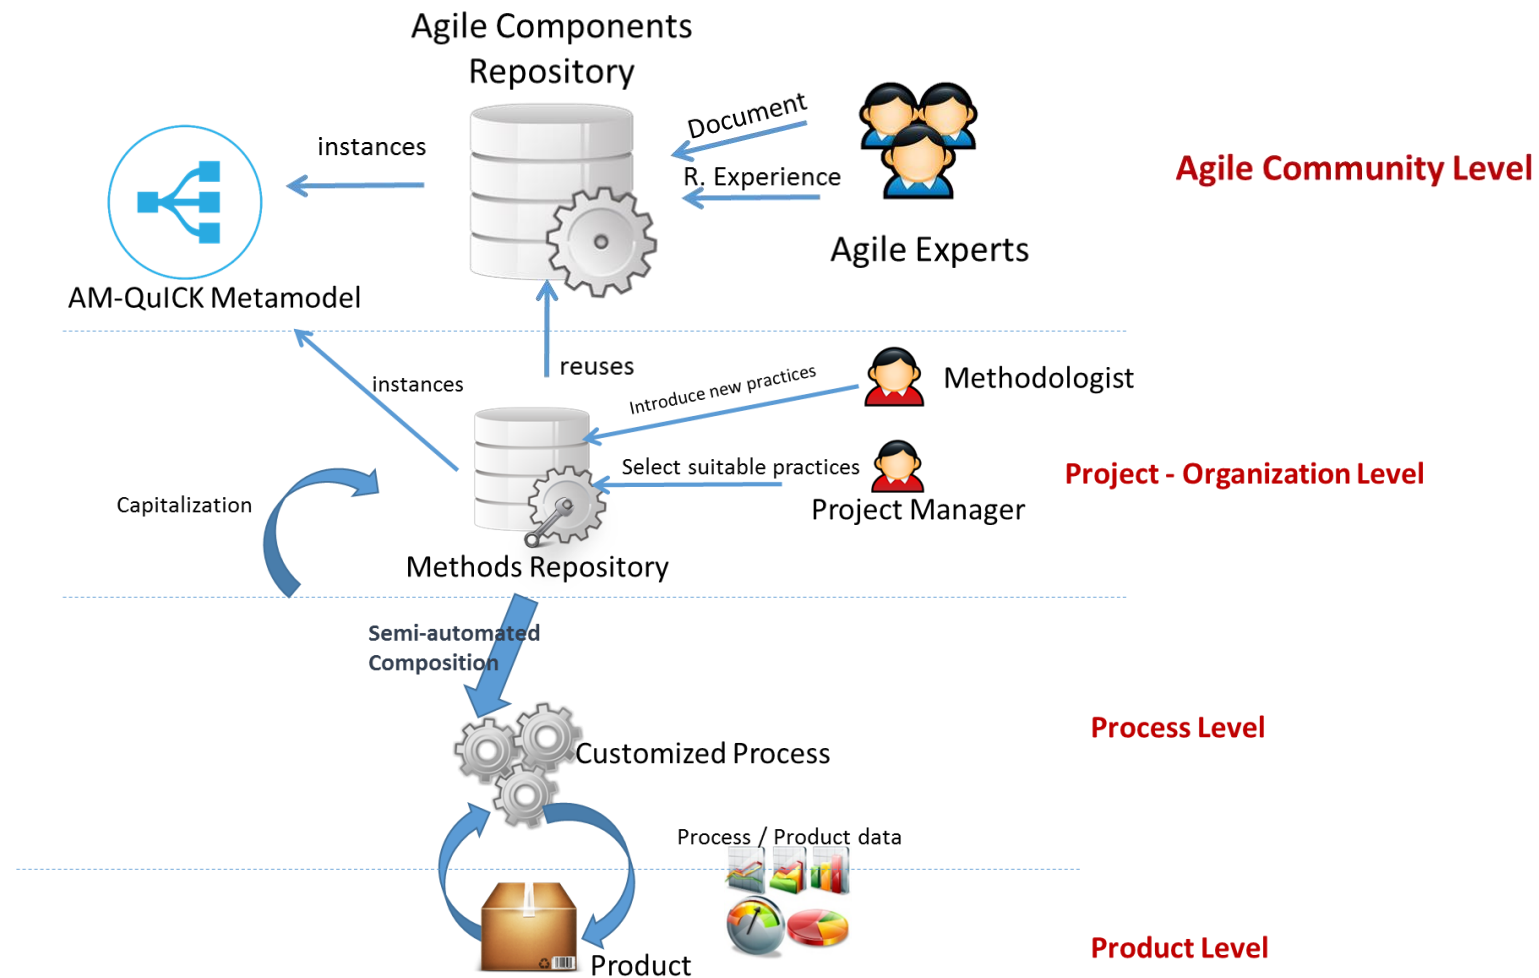 Agile Components
Repository
Document
instances
R. Experience
Agile Community Level
Agile Experts
AM-QuICK Metamodel
reuses
instances
Introduce new practices
Methodologist
Select suitable practices
Project - Organization Level
Capitalization
Project Manager
Methods Repository
Semi-automated
Composition
Process Level
Customized Process
Process / Product data
Product Level
Product